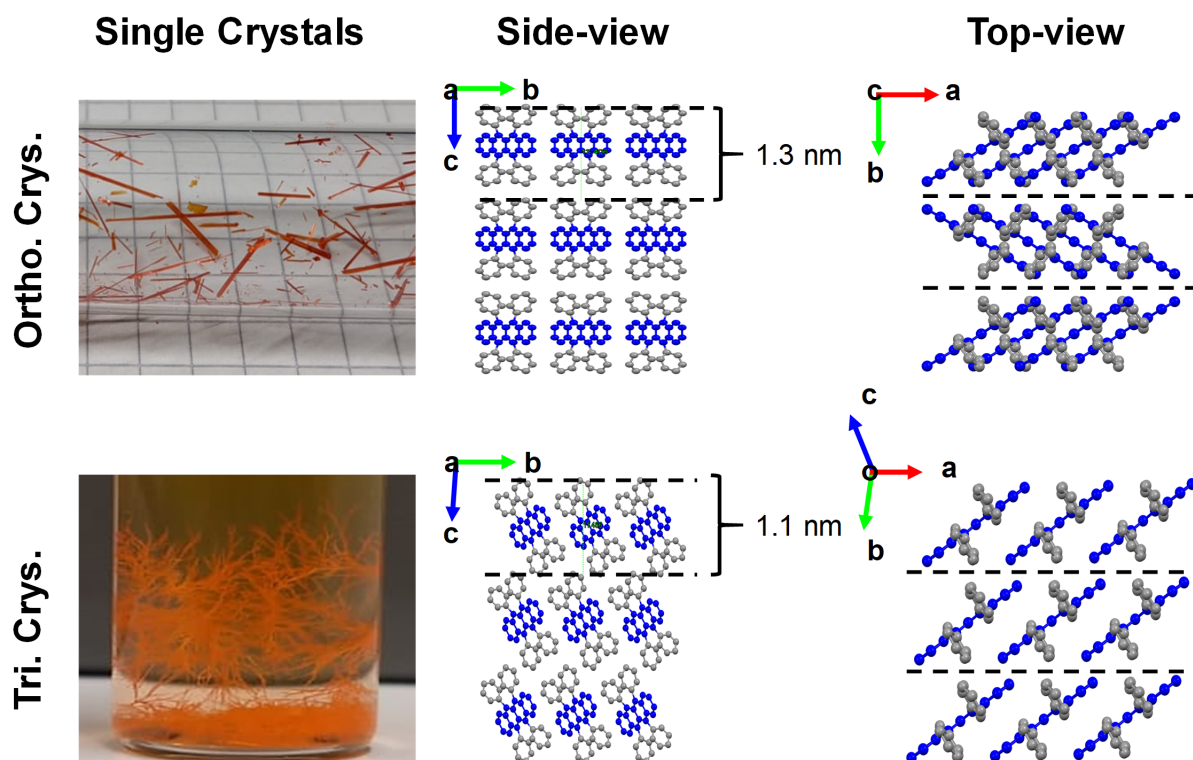 Single Crystals
Side-view
Top-view
Ortho. Crys.
a
b
c
1.3 nm
c
a
b
Tri. Crys.
a
b
c
1.1 nm
c
o
a
b